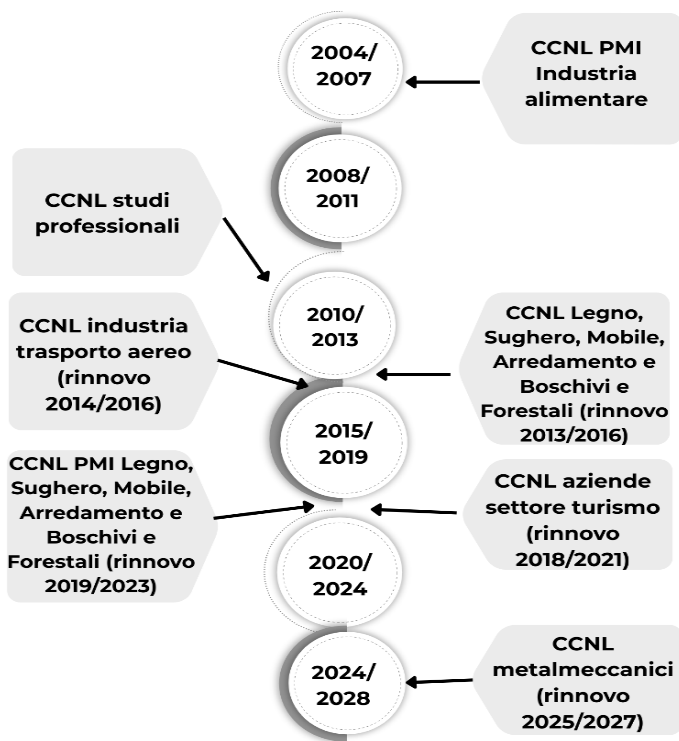 2004/
2007
CCNL PMI
Industria
alimentare
2008/
2011
CCNL studi
professionali
2010/
2013
CCNL industria
trasporto aereo
(rinnovo
2014/2016)
CCNL Legno,
Sughero, Mobile,
Arredamento e
Boschivi e
Forestali (rinnovo
2013/2016)
2015/
2019
CCNL PMI Legno,
Sughero, Mobile,
Arredamento e
Boschivi e
Forestali (rinnovo
2019/2023)
CCNL aziende
settore turismo
(rinnovo
2018/2021)
2020/
2024
2024/
2028
CCNL
metalmeccanici
(rinnovo
2025/2027)